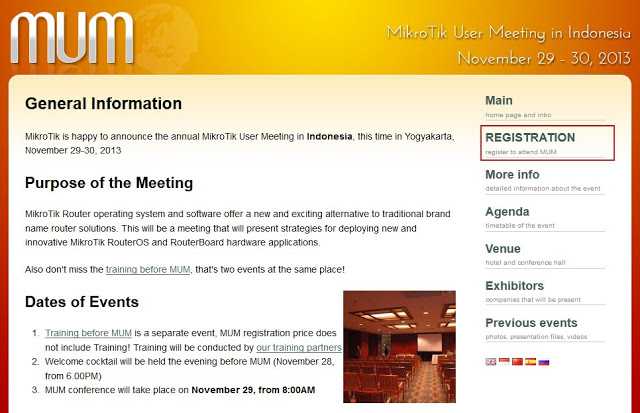 MUM
MikroTik User Meeting in Indonesia
November 29 - 30, 2013
General Information
MikroTik is happy to announce the annual MikroTik User Meeting in Indonesia, this time in Yogyakarta,
November 29-30, 2013
Purpose of the Meeting
MikroTik Router operating system and software offer a new and exciting alternative to traditional brand
name router solutions. This will be a meeting that will present strategies for deploying new and
innovative MikroTik RouterOS and RouterBoard hardware applications.
Also don't miss the training before MUM, that's two events at the same place!
Dates of Events
1. Training before MUM is a separate event, MUM registration price does
not include Training! Training will be conducted by our training partners
2. Welcome cocktail will be held the evening before MUM (November 28,
from 6.00PM)
3. MUM conference will take place on November 29, from 8:00AM
Main
home page and intro
REGISTRATION
register to attend MUM
More info
detailed information about the event
Agenda
timetable of the event
Venue
hotel and conference hall
Exhibitors
companies that will be present
Previous events
photos, presentation files, videos